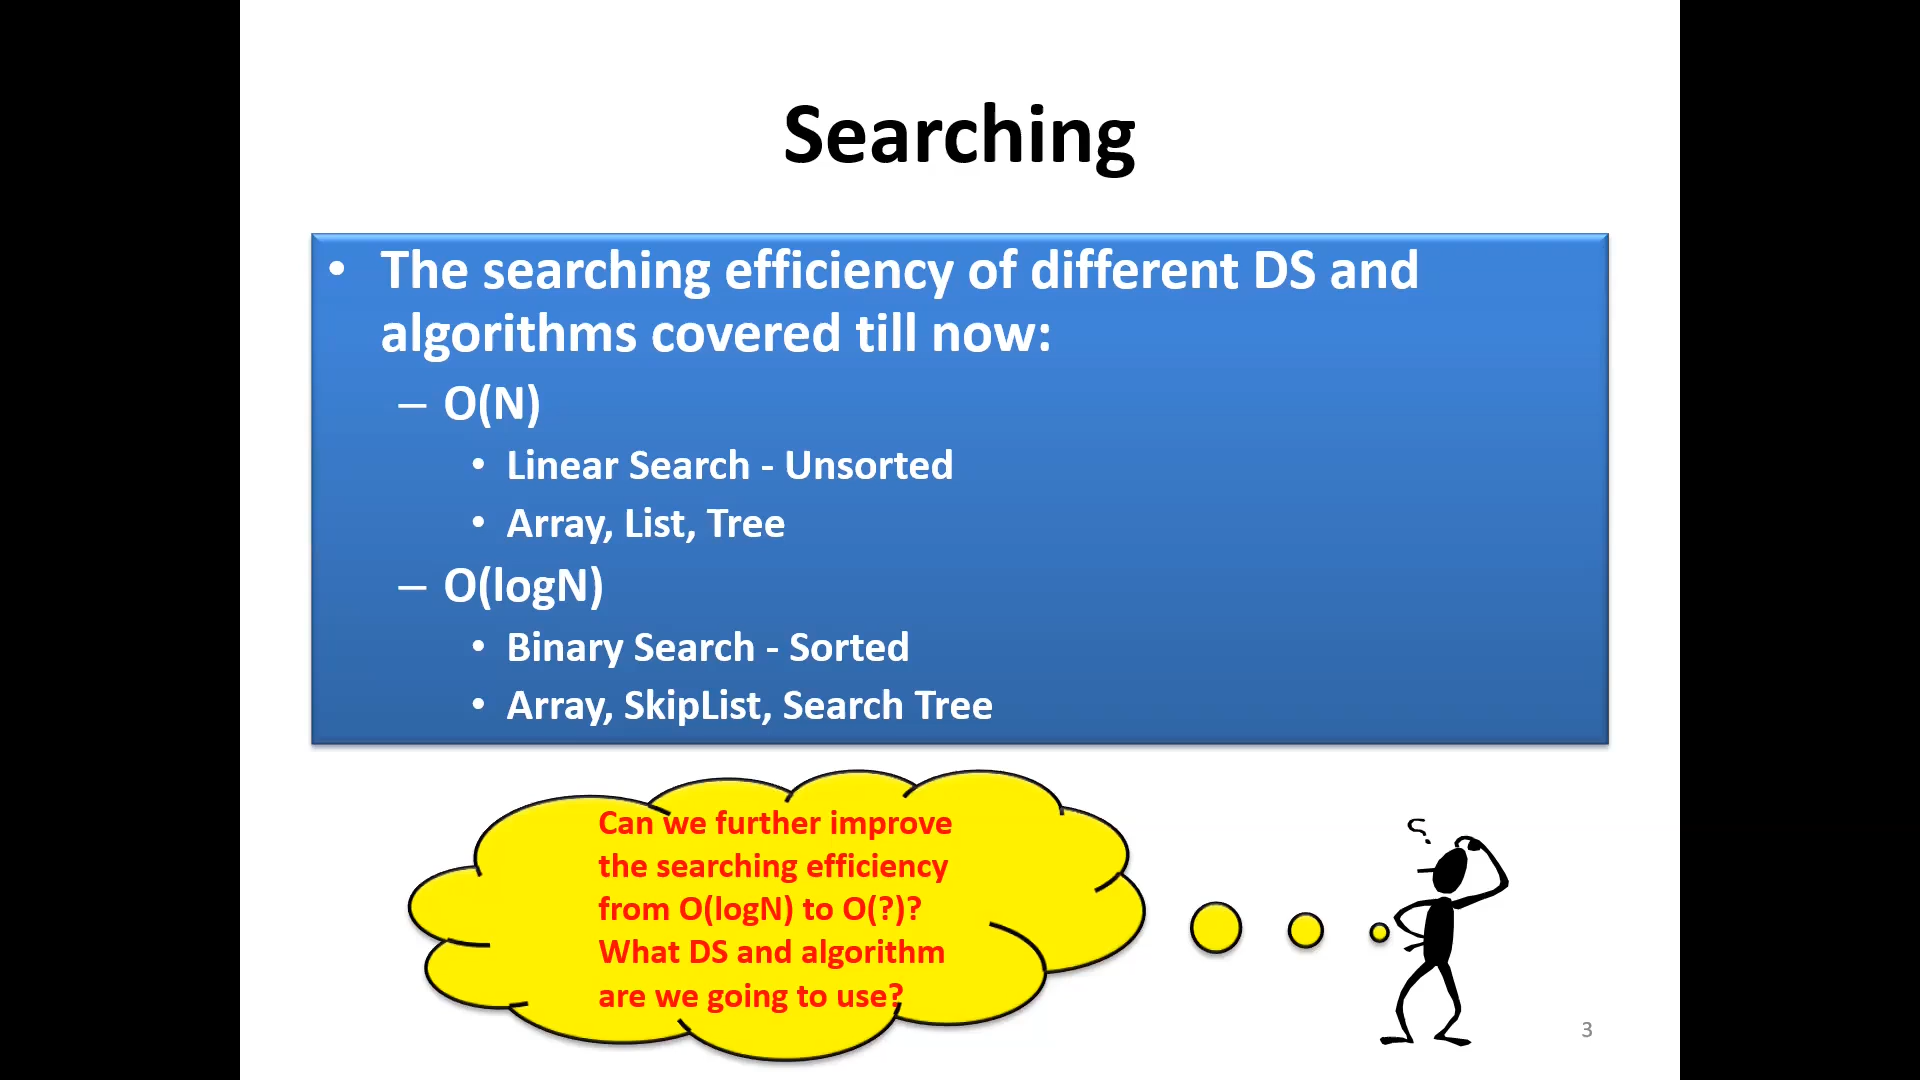 Searching
• The searching efficiency of different DS and
algorithms covered till now:
– O(N)
• Linear Search - Unsorted
• Array, List, Tree
– O(logN)
• Binary Search - Sorted
• Array, SkipList, Search Tree
Can we further improve
the searching efficiency
from O(logN) to O(?)?
What DS and algorithm
are we going to use?
3